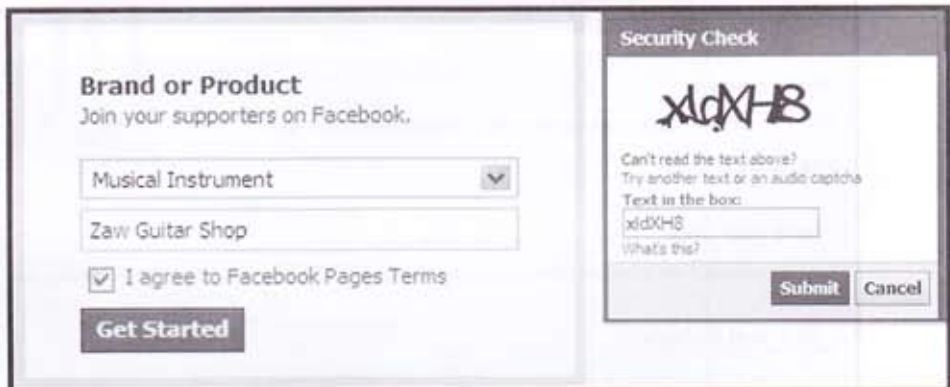 Brand or Product
Join your supporters on Facebook.
Musical Instrument
Zaw Guitar Shop
I agree to Facebook Pages Terms
Get Started
Security Check
xldXH8
Can't read the text above?
Try another text or an audio captcha
Text in the box:
xldXH8
What's this?
Submit
Cancel